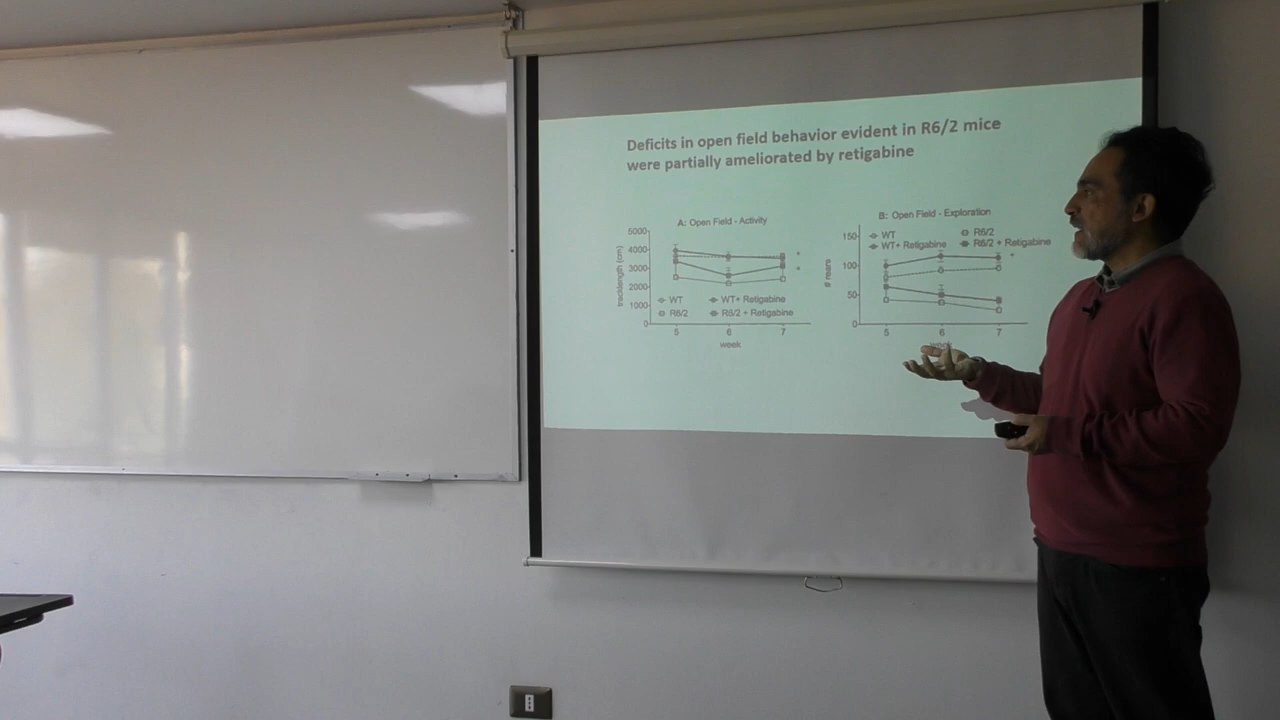 Deficits in open field behavior evident in R6/2 mice
were partially ameliorated by retigabine
A: Open Field - Activity
5000
4000
3000
2000
1000
0
tracklength (cm)
WT
WT+ Retigabine
R6/2
R6/2 + Retigabine
5 6 7
week
B: Open Field - Exploration
WT
R6/2
WT+ Retigabine
R6/2 + Retigabine
150
100
50
0
# rears
5 6 7
week